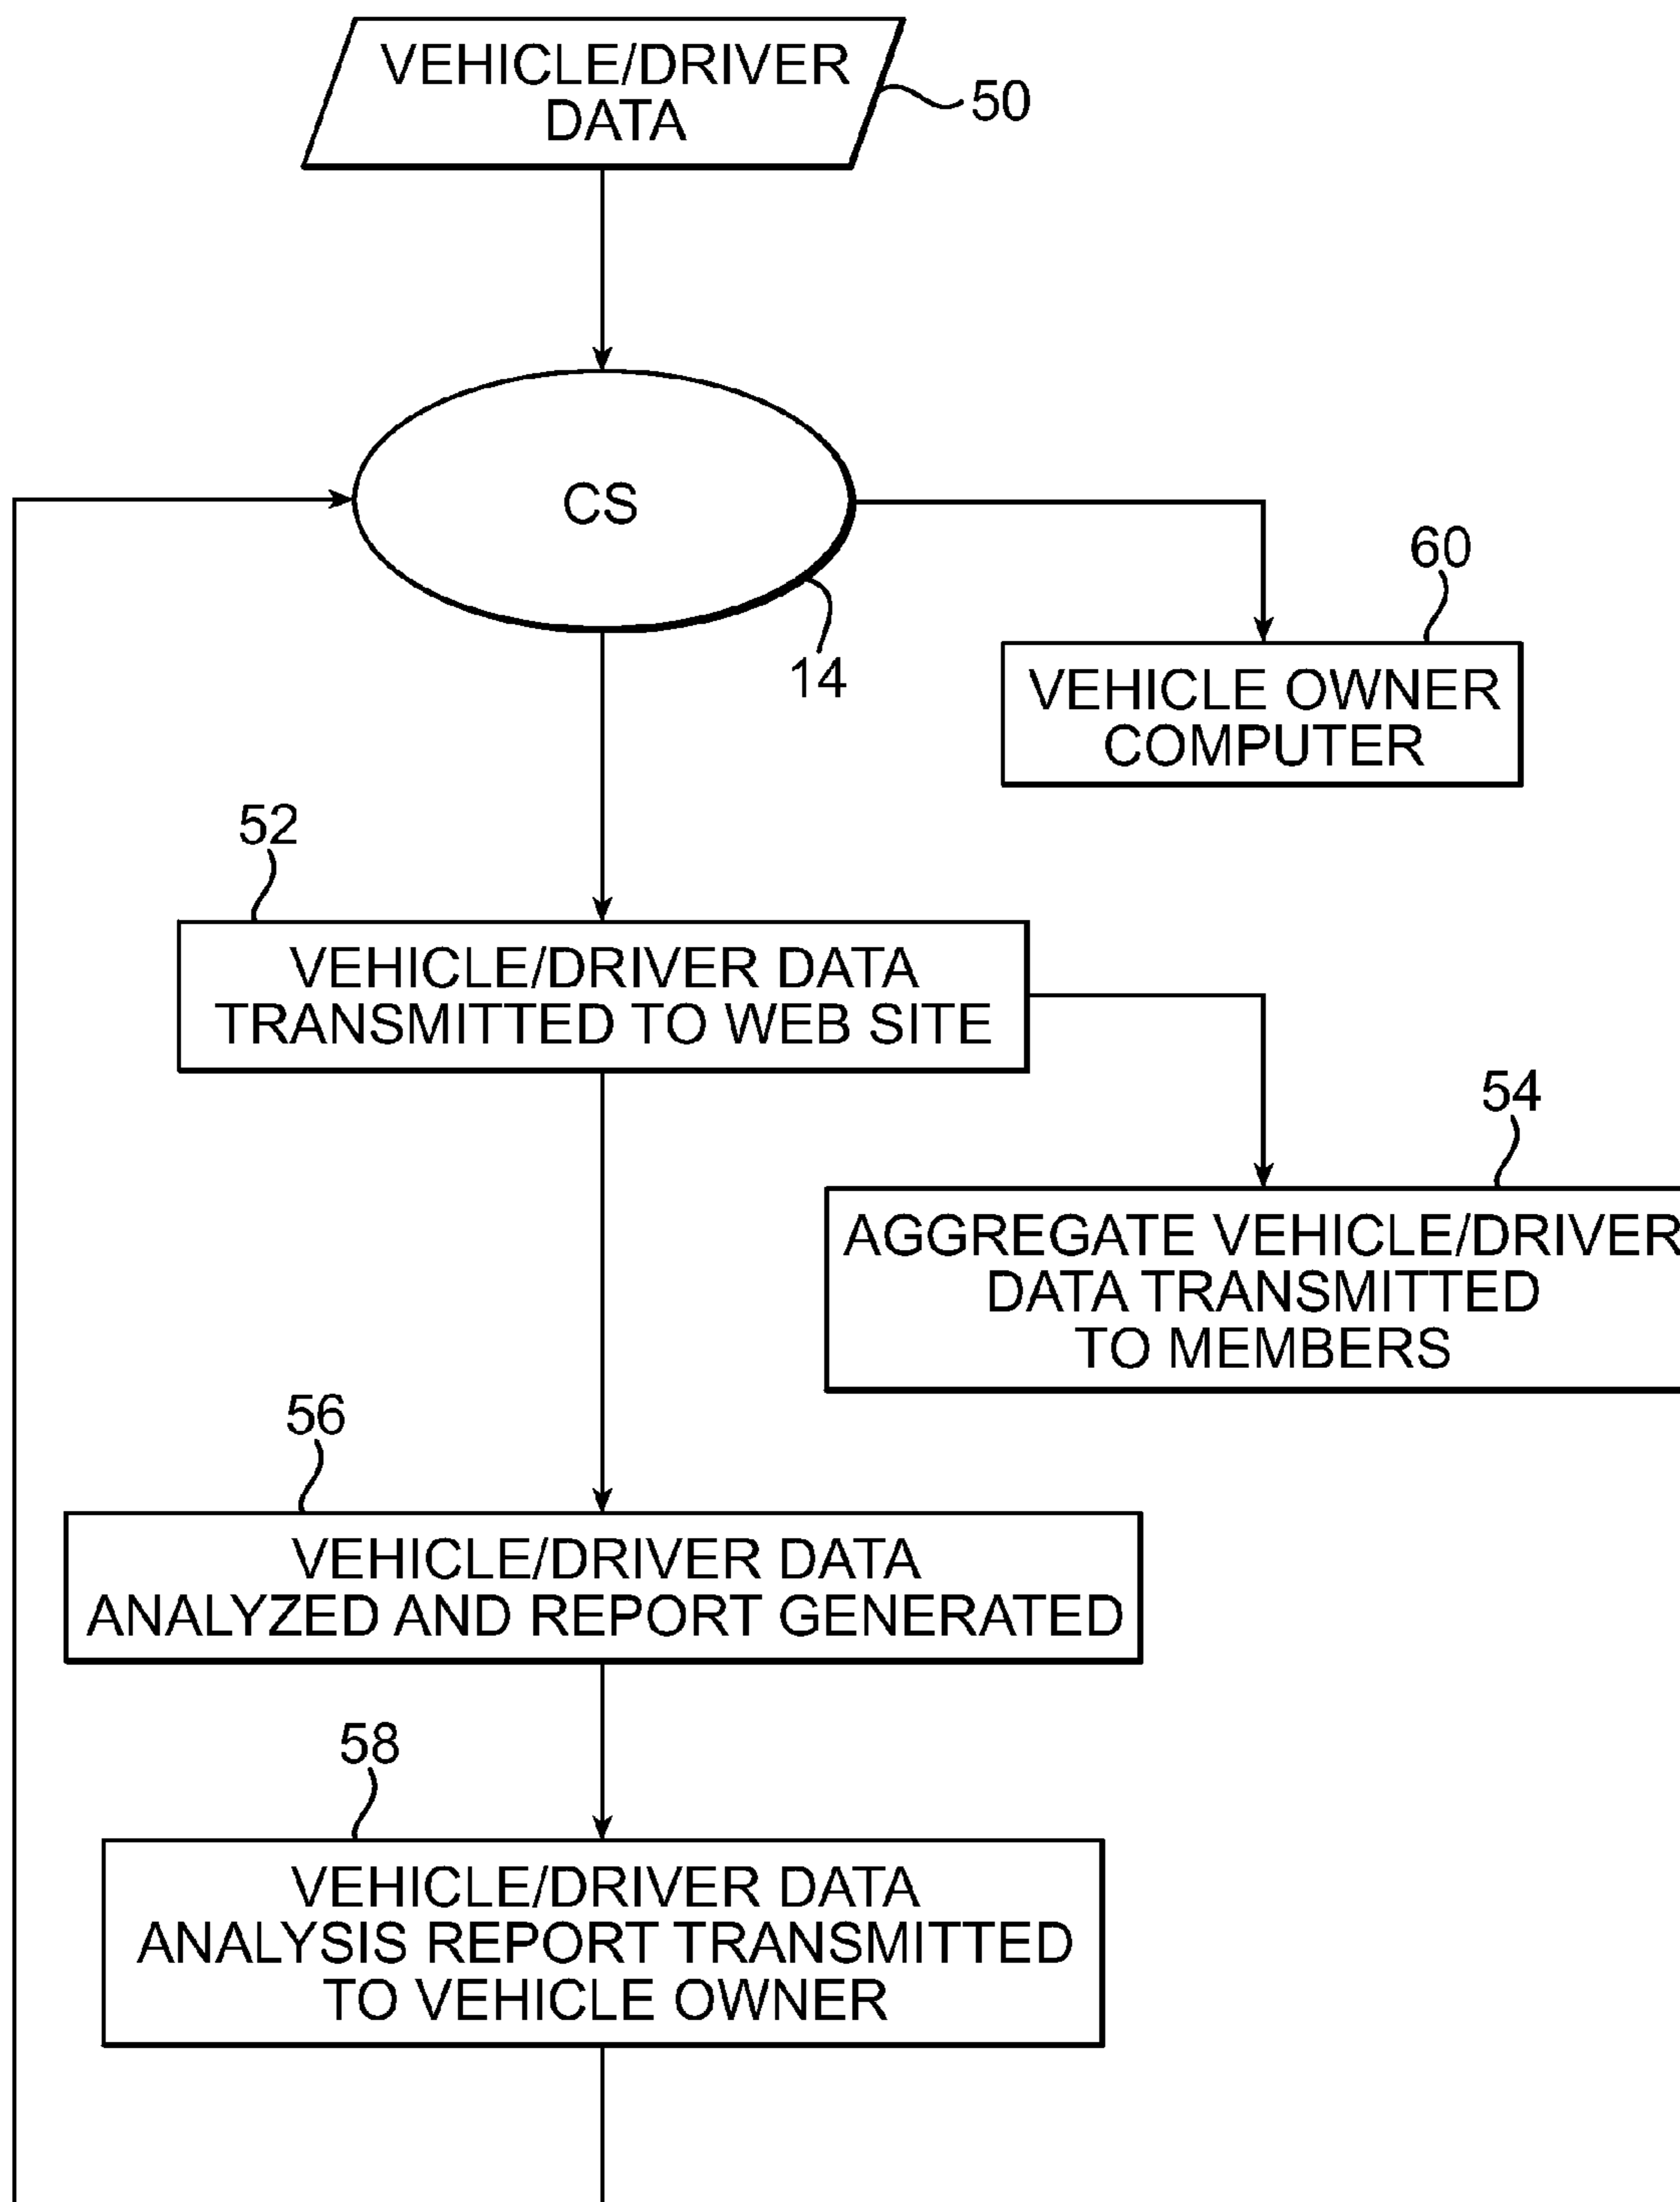 VEHICLE/DRIVER
DATA
50
CS
14
60
VEHICLE OWNER
COMPUTER
52
VEHICLE/DRIVER DATA
TRANSMITTED TO WEB SITE
54
AGGREGATE VEHICLE/DRIVER
DATA TRANSMITTED
TO MEMBERS
56
VEHICLE/DRIVER DATA
ANALYZED AND REPORT GENERATED
58
VEHICLE/DRIVER DATA
ANALYSIS REPORT TRANSMITTED
TO VEHICLE OWNER